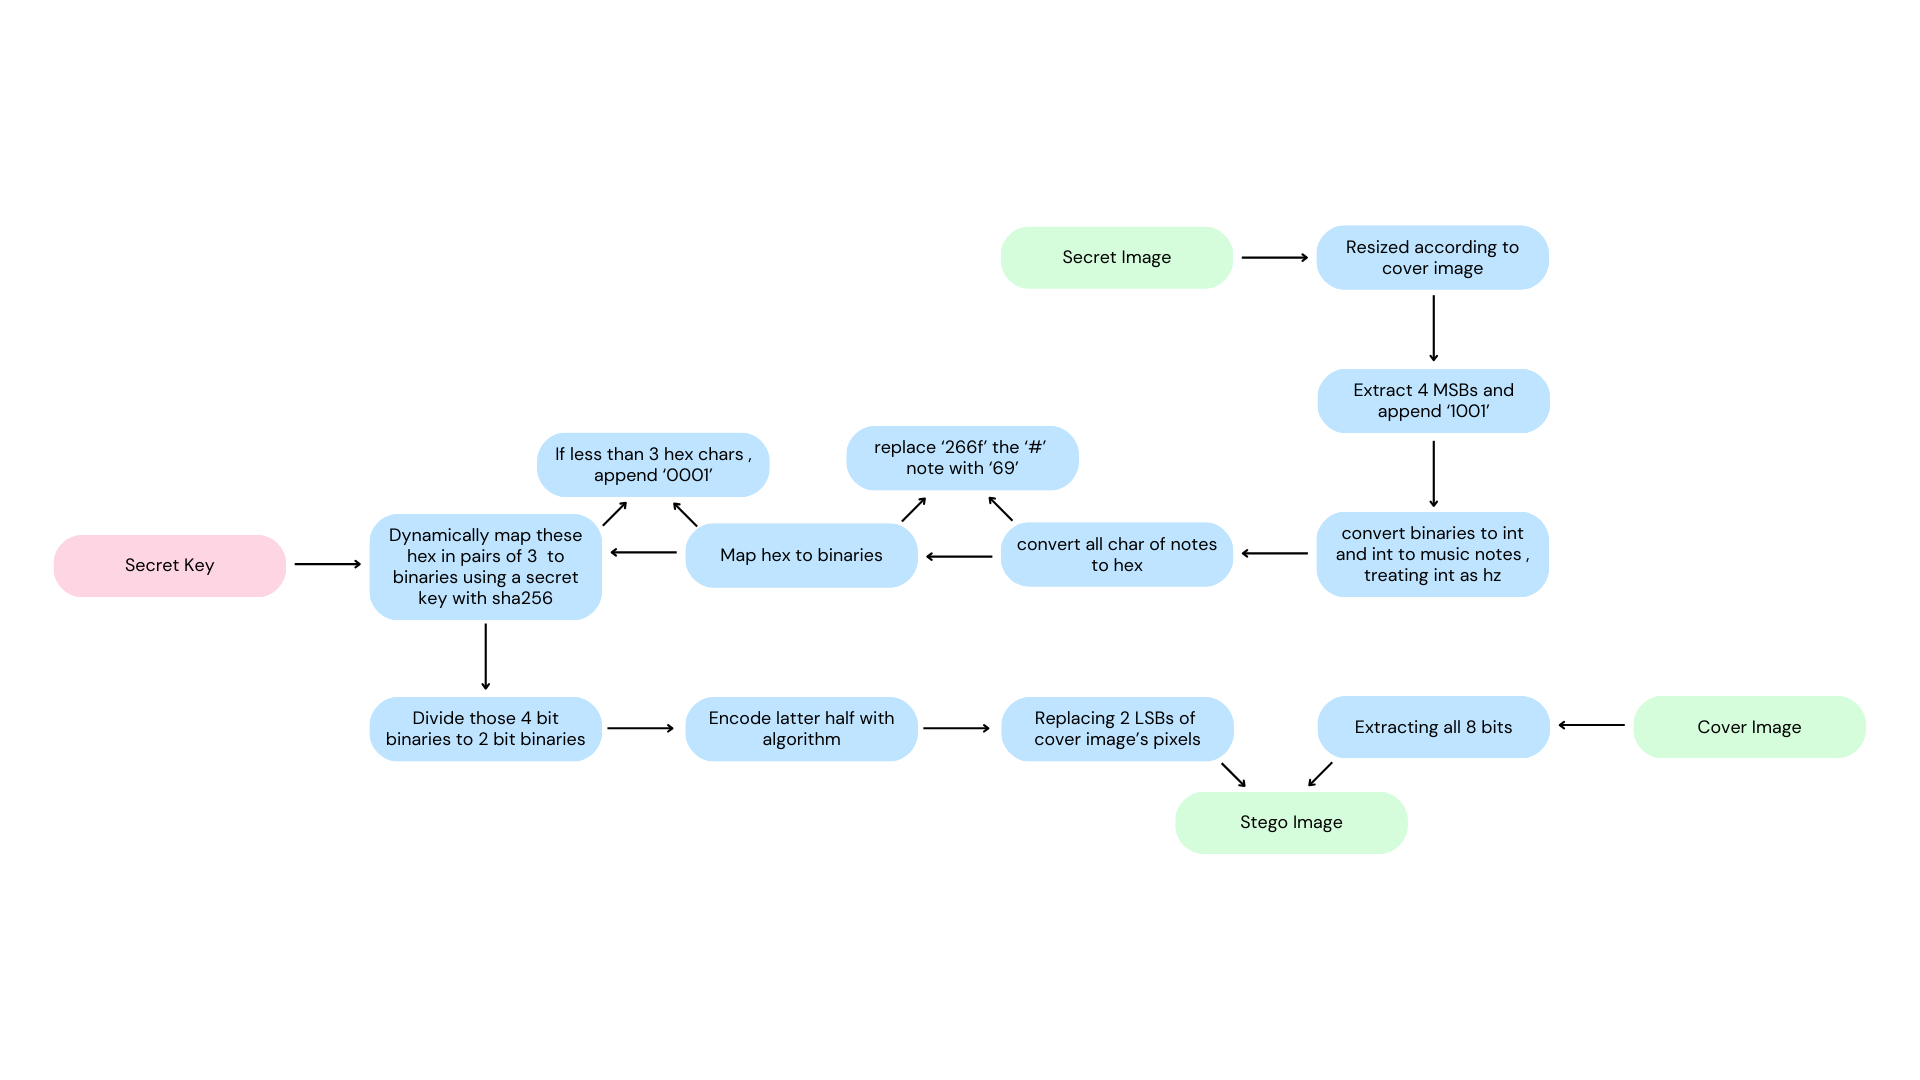 Secret Image
Resized according to
cover image
Extract 4 MSBs and
append ‘1001’
convert binaries to int
and int to music notes ,
treating int as hz
convert all char of notes
to hex
replace ‘266f’ the ‘#’
note with ‘69’
Map hex to binaries
If less than 3 hex chars ,
append ‘0001’
Dynamically map these
hex in pairs of 3  to
binaries using a secret
key with sha256
Secret Key
Divide those 4 bit
binaries to 2 bit binaries
Encode latter half with
algorithm
Replacing 2 LSBs of
cover image’s pixels
Extracting all 8 bits
Cover Image
Stego Image